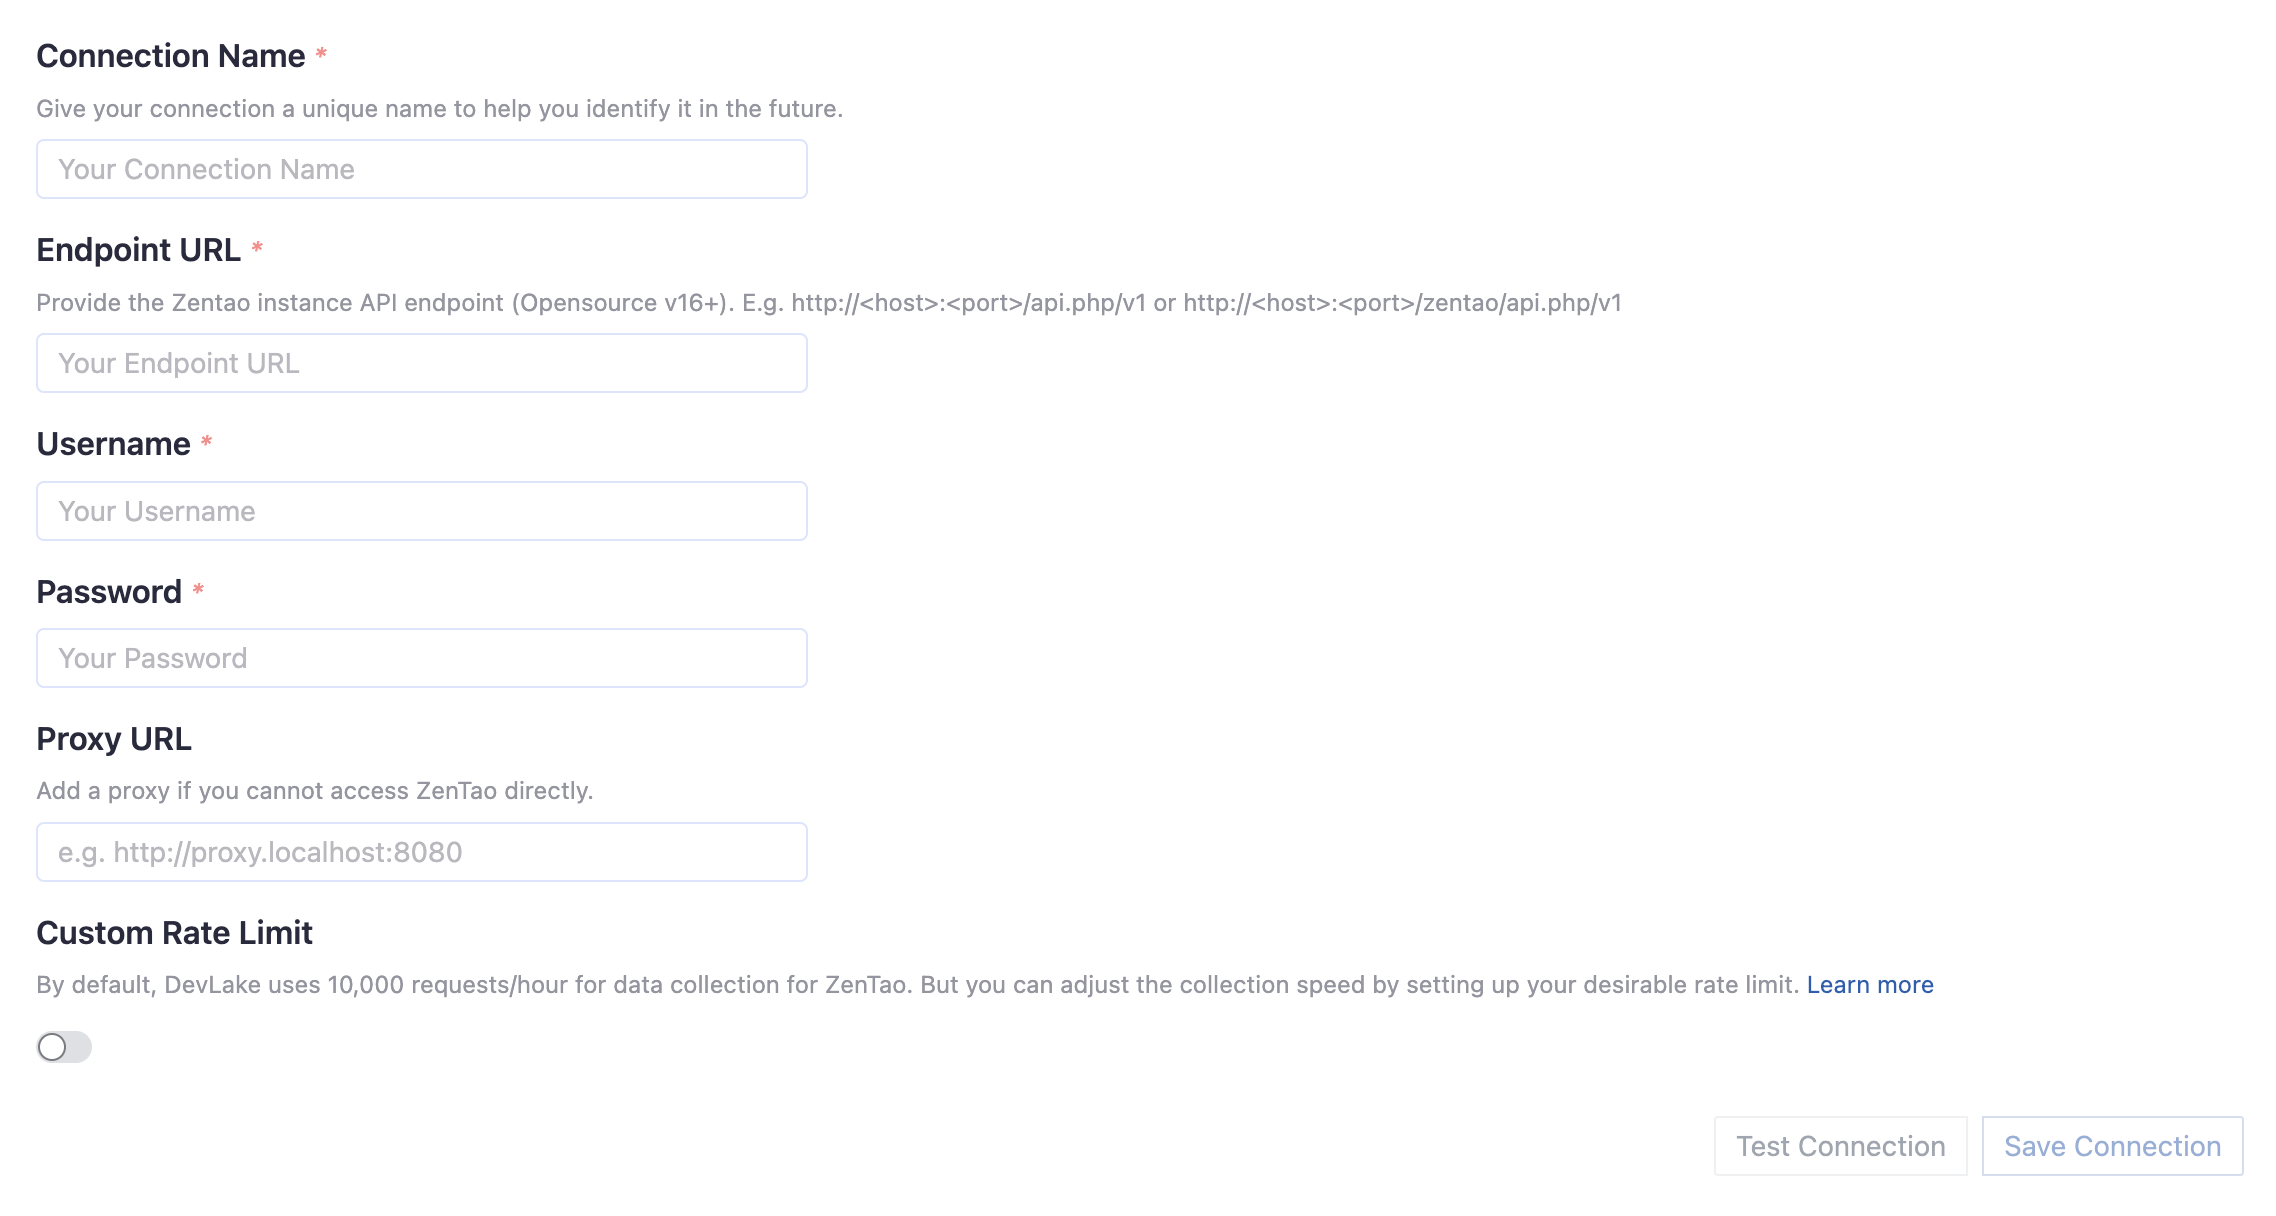 Connection Name *
Give your connection a unique name to help you identify it in the future.
Your Connection Name
Endpoint URL *
Provide the Zentao instance API endpoint (Opensource v16+). E.g. http://<host>:<port>/api.php/v1 or http://<host>:<port>/zentao/api.php/v1
Your Endpoint URL
Username *
Your Username
Password *
Your Password
Proxy URL
Add a proxy if you cannot access ZenTao directly.
e.g. http://proxy.localhost:8080
Custom Rate Limit
By default, DevLake uses 10,000 requests/hour for data collection for ZenTao. But you can adjust the collection speed by setting up your desirable rate limit. Learn more
Test Connection Save Connection